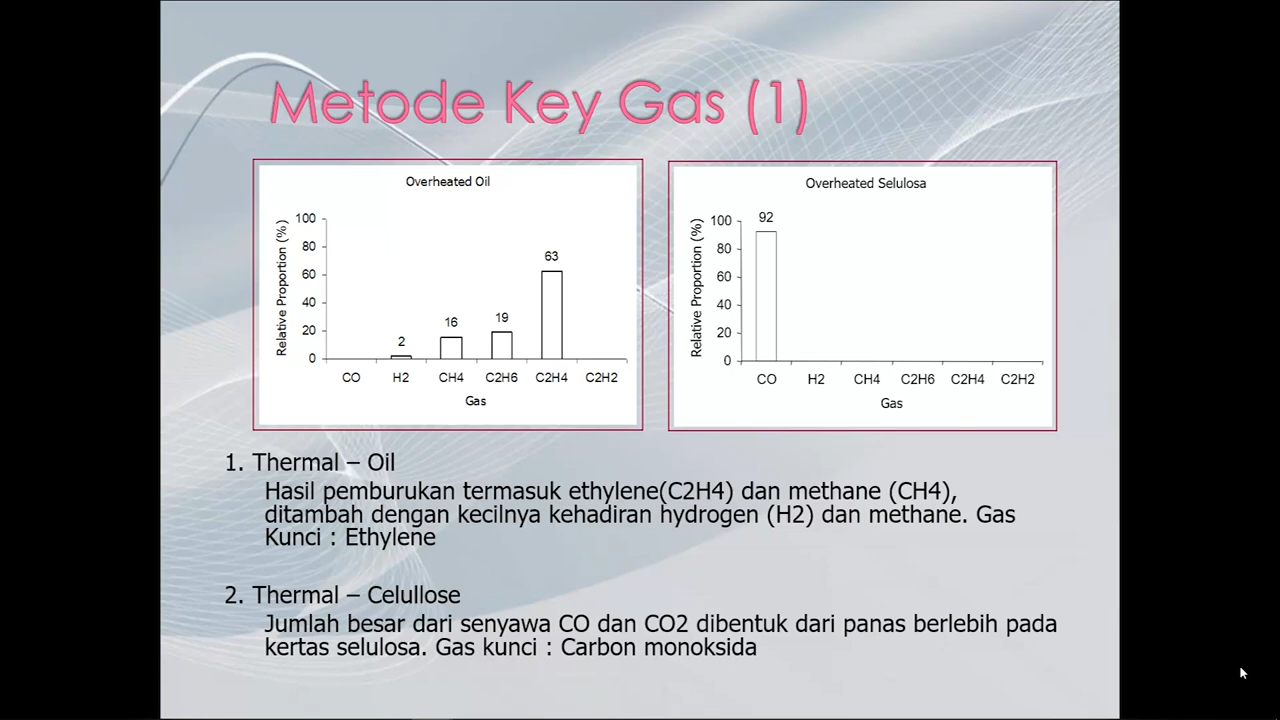 Metode Key Gas (1)
Overheated Oil
Relative Proportion (%)
100
80
60
40
20
0
2
16
19
63
CO H2 CH4 C2H6 C2H4 C2H2
Gas
Overheated Selulosa
Relative Proportion (%)
100
80
60
40
20
0
92
CO H2 CH4 C2H6 C2H4 C2H2
Gas
1. Thermal – Oil
Hasil pemburukan termasuk ethylene(C2H4) dan methane (CH4),
ditambah dengan kecilnya kehadiran hydrogen (H2) dan methane. Gas
Kunci : Ethylene
2. Thermal – Celullose
Jumlah besar dari senyawa CO dan CO2 dibentuk dari panas berlebih pada
kertas selulosa. Gas kunci : Carbon monoksida